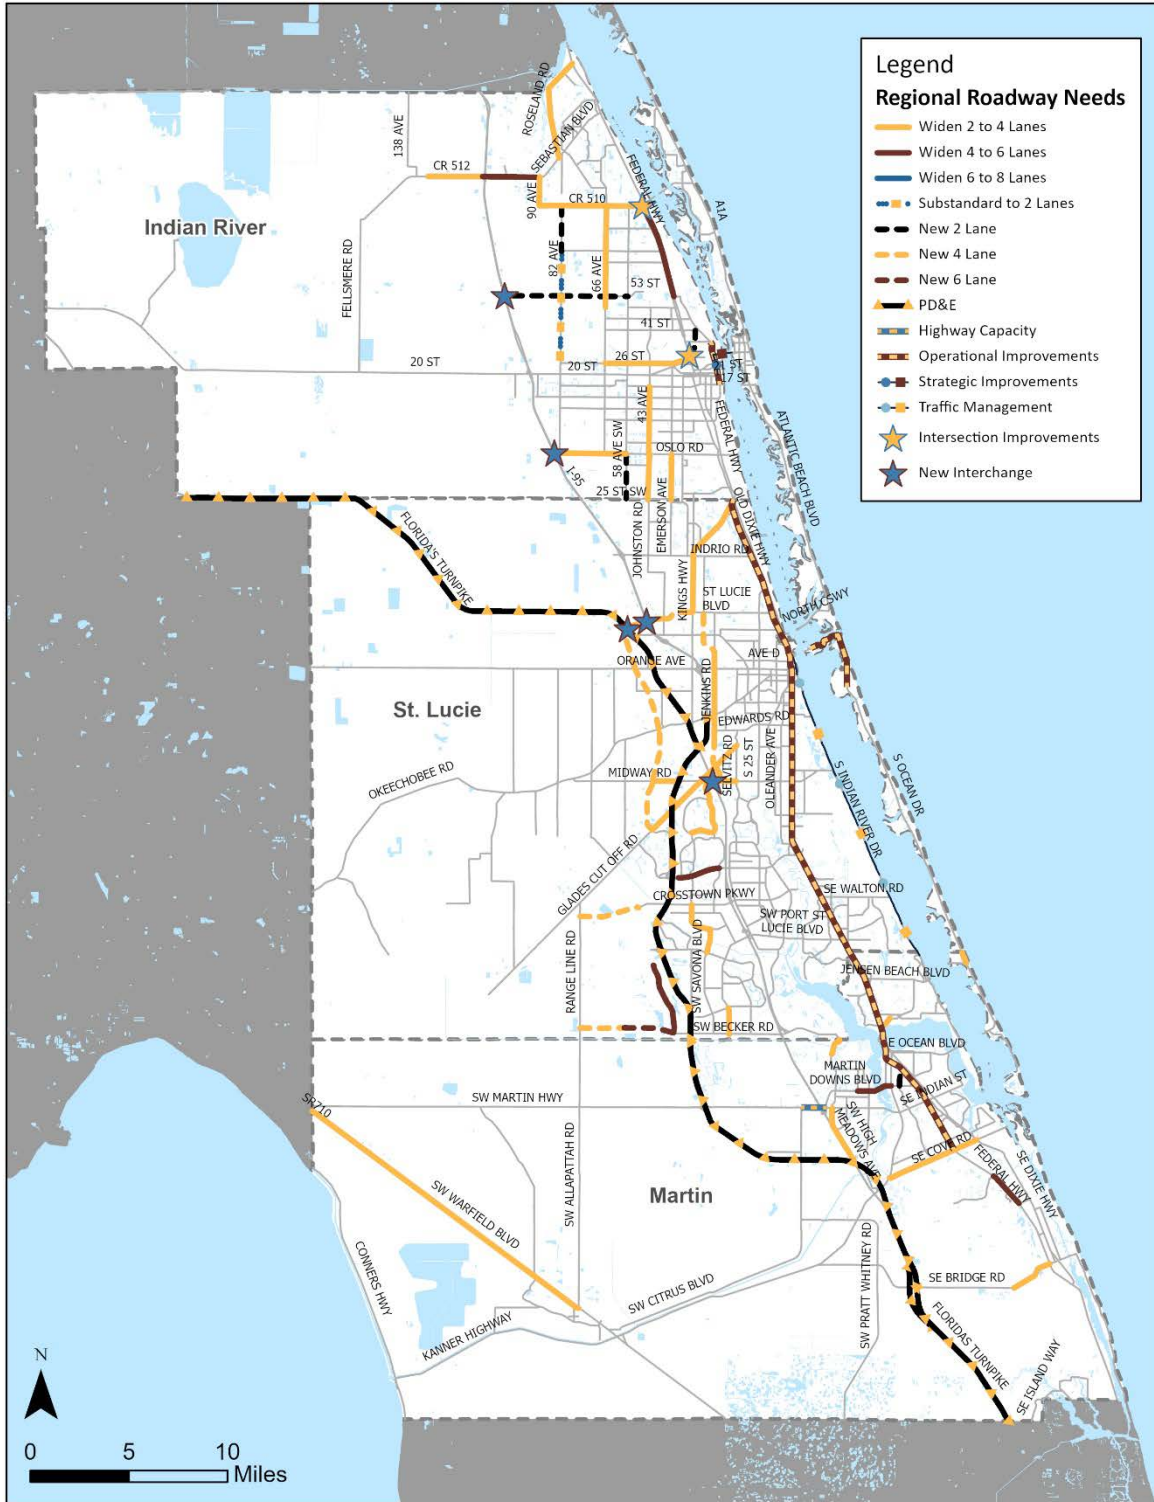 Legend
Regional Roadway Needs
Widen 2 to 4 Lanes
Widen 4 to 6 Lanes
Widen 6 to 8 Lanes
Substandard to 2 Lanes
New 2 Lane
New 4 Lane
New 6 Lane
PD&E
Highway Capacity
Operational Improvements
Strategic Improvements
Traffic Management
Intersection Improvements
New Interchange
ROSELAND RD
138 AVE
SEBASTIAN BLVD
CR 512
FEDERAL HWY
90 AVE
CR 510
A1A
Indian River
FELLSMERE RD
82 AVE
66 AVE
53 ST
41 ST
26 ST
20 ST
20 ST
21 ST
17 ST
43 AVE
FEDERAL HWY
ATLANTIC BEACH BLVD
58 AVE SW
OSLO RD
I-95
25 ST SW
EMERSON AVE
JOHNSTON RD
OLD DIXIE HWY
FLORIDA'S TURNPIKE
INDRIO RD
KINGS HWY
ST LUCIE
BLVD
NORTH CSWY
ORANGE AVE
AVE D
JENKINS RD
St. Lucie
EDWARDS RD
OKEECHOBEE RD
MIDWAY RD
SELVITZ RD
S 25 ST
OLEANDER AVE
S INDIAN RIVER DR
S OCEAN DR
GLADES CUT OFF RD
CROSSTOWN PKWY
SE WALTON RD
SW PORT ST
LUCIE BLVD
RANGE LINE RD
SW SAVONA BLVD
JENSEN BEACH BLVD
SW BECKER RD
E OCEAN BLVD
MARTIN
DOWNS BLVD
SE INDIAN ST
SR710
SW MARTIN HWY
SW HIGH
MEADOWS AVE
SE COVE RD
SW ALLAPATTAH RD
FEDERAL HWY
SE DIXIE HWY
Martin
SW WARFIELD BLVD
CONNERS HWY
SW PRATT WHITNEY RD
SW CITRUS BLVD
SE BRIDGE RD
KANNER HIGHWAY
FLORIDAS TURNPIKE
SE ISLAND WAY
N
0 5 10
Miles